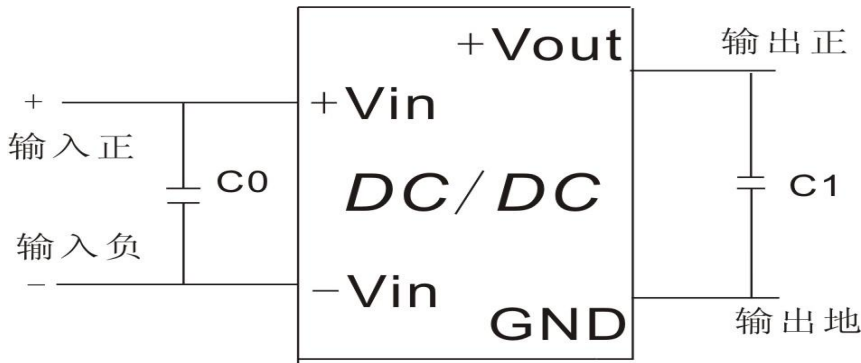 +Vout
输出正
+
+Vin
输入正
C0
DC/DC
C1
输入负
−
−Vin
GND
输出地